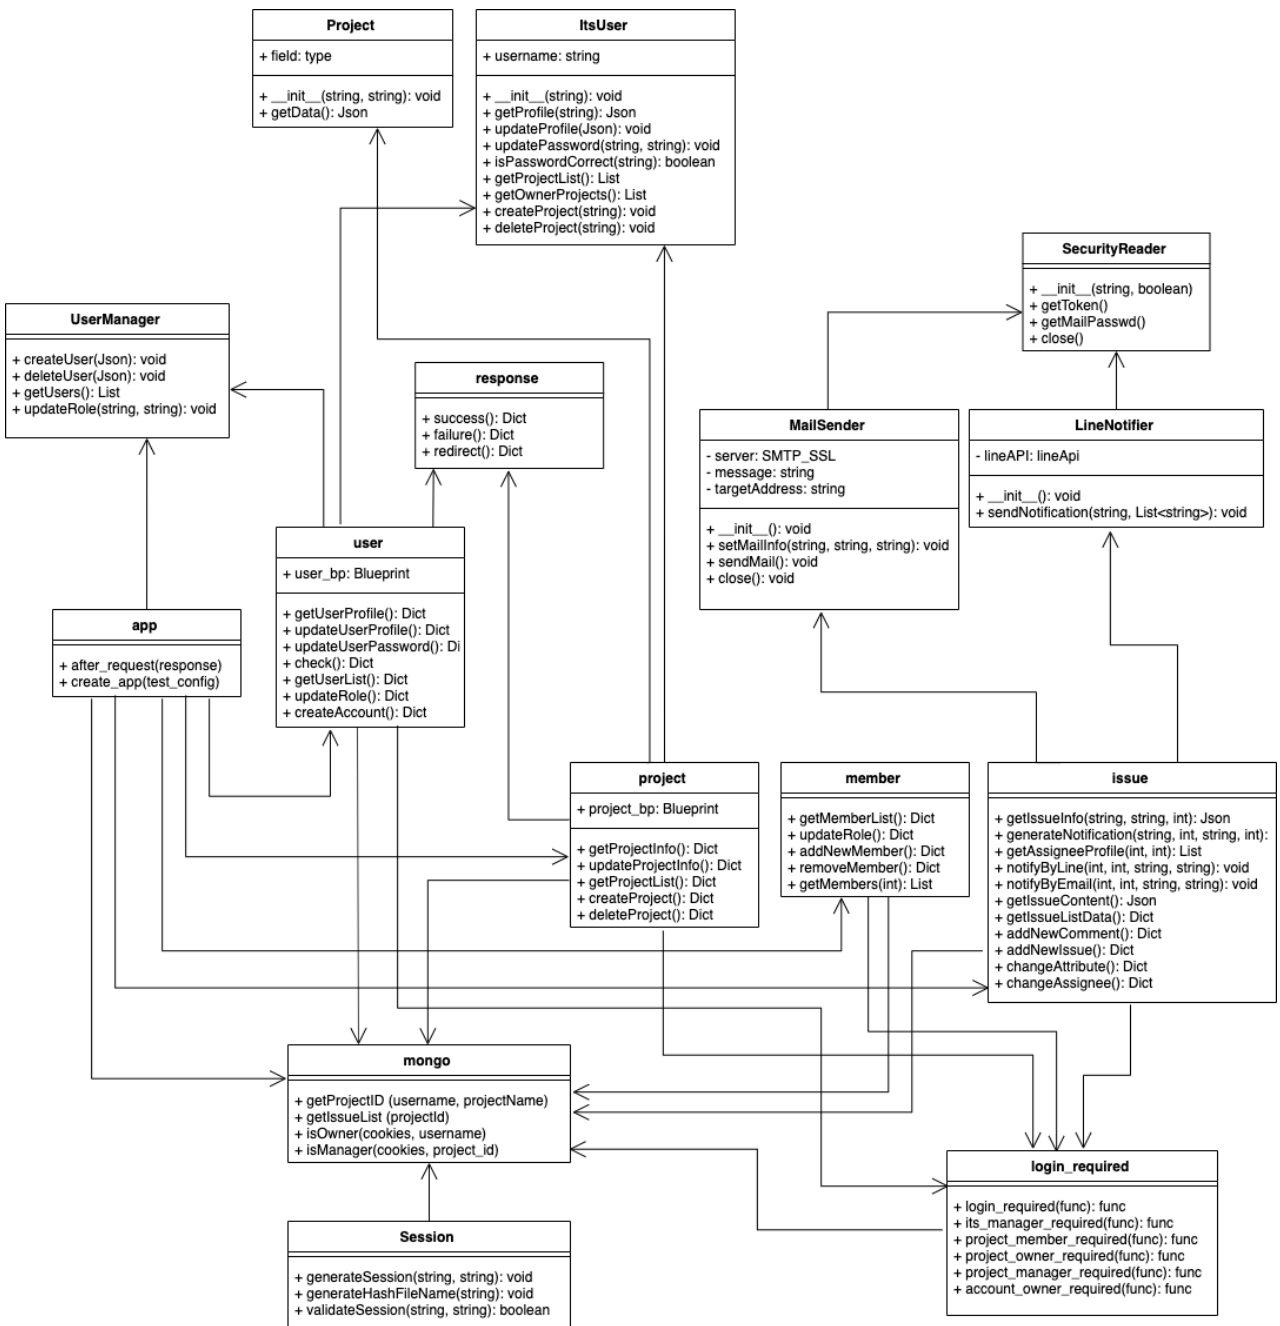 Project
+ field: type
+ __init__(string, string): void
+ getData(): Json
ItsUser
+ username: string
+ __init__(string): void
+ getProfile(string): Json
+ updateProfile(Json): void
+ updatePassword(string, string): void
+ isPasswordCorrect(string): boolean
+ getProjectList(): List
+ getOwnerProjects(): List
+ createProject(string): void
+ deleteProject(string): void
SecurityReader
+ __init__(string, boolean)
+ getToken()
+ getMailPasswd()
+ close()
UserManager
+ createUser(Json): void
+ deleteUser(Json): void
+ getUsers(): List
+ updateRole(string, string): void
response
+ success(): Dict
+ failure(): Dict
+ redirect(): Dict
MailSender
- server: SMTP_SSL
- message: string
- targetAddress: string
+ __init__(): void
+ setMailInfo(string, string, string): void
+ sendMail(): void
+ close(): void
LineNotifier
- lineAPI: lineApi
+ __init__(): void
+ sendNotification(string, List<string>): void
user
+ user_bp: Blueprint
+ getUserProfile(): Dict
+ updateUserProfile(): Dict
+ updateUserPassword(): Di
+ check(): Dict
+ getUserList(): Dict
+ updateRole(): Dict
+ createAccount(): Dict
app
+ after_request(response)
+ create_app(test_config)
project
+ project_bp: Blueprint
+ getProjectInfo(): Dict
+ updateProjectInfo(): Dict
+ getProjectList(): Dict
+ createProject(): Dict
+ deleteProject(): Dict
member
+ getMemberList(): Dict
+ updateRole(): Dict
+ addNewMember(): Dict
+ removeMember(): Dict
+ getMembers(int): List
issue
+ getIssueInfo(string, string, int): Json
+ generateNotification(string, int, string, int):
+ getAssigneeProfile(int, int): List
+ notifyByLine(int, int, string, string): void
+ notifyByEmail(int, int, string, string): void
+ getIssueContent(): Json
+ getIssueListData(): Dict
+ addNewComment(): Dict
+ addNewIssue(): Dict
+ changeAttribute(): Dict
+ changeAssignee(): Dict
mongo
+ getProjectID (username, projectName)
+ getIssueList (projectId)
+ isOwner(cookies, username)
+ isManager(cookies, project_id)
login_required
+ login_required(func): func
+ its_manager_required(func): func
+ project_member_required(func): func
+ project_owner_required(func): func
+ project_manager_required(func): func
+ account_owner_required(func): func
Session
+ generateSession(string, string): void
+ generateHashFileName(string): void
+ validateSession(string, string): boolean